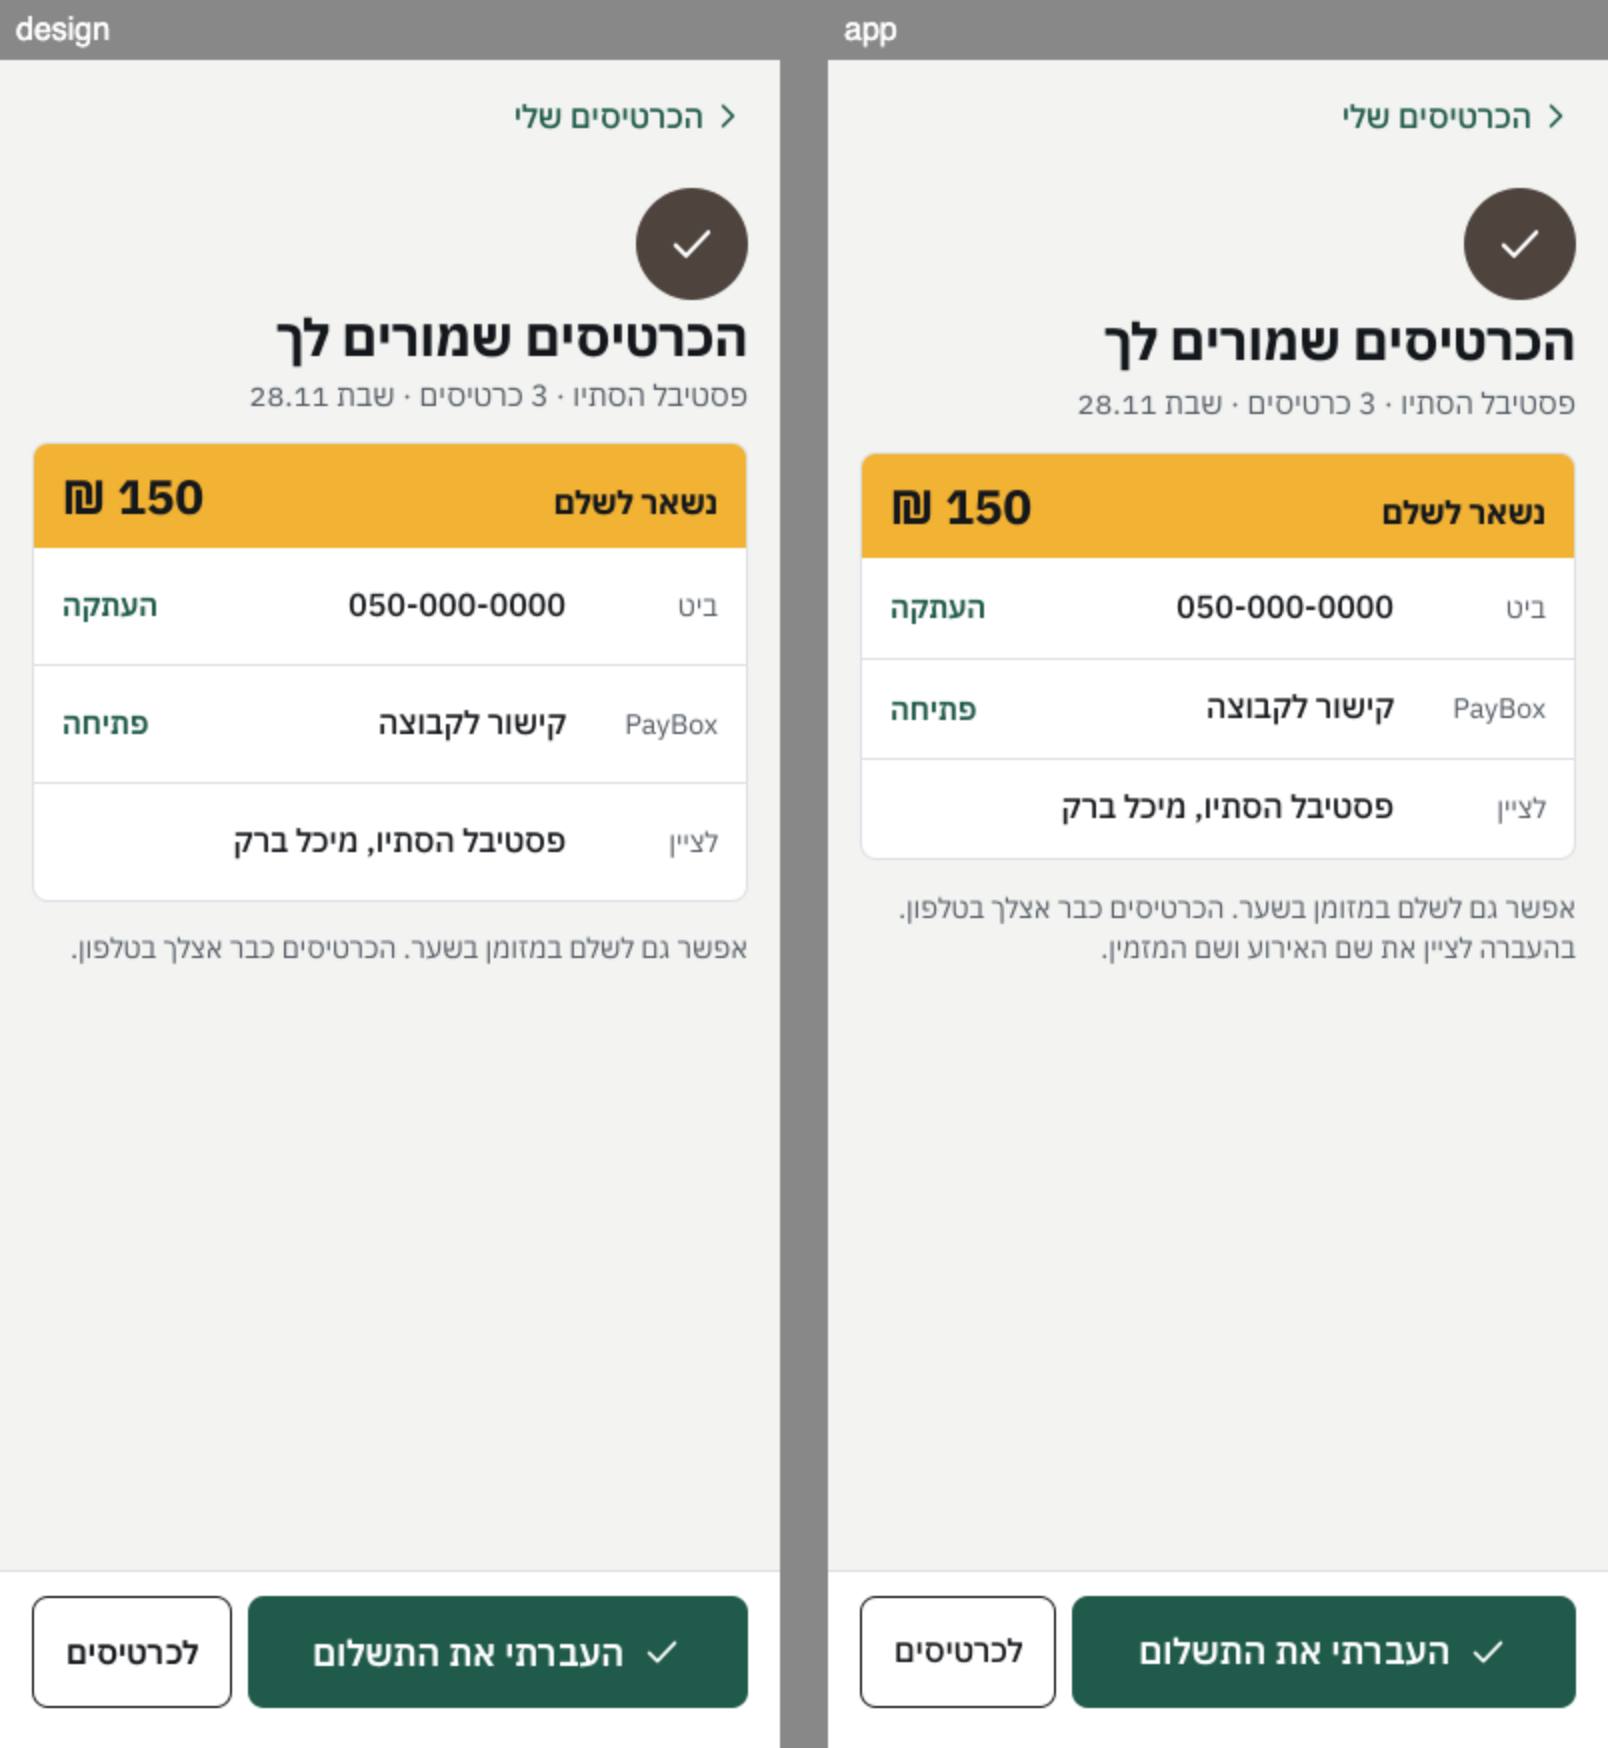 design
הכרטיסים שלי
הכרטיסים שמורים לך
פסטיבל הסתיו · 3 כרטיסים · שבת 28.11
נשאר לשלם 150 ₪
ביט 050-000-0000 העתקה
PayBox קישור לקבוצה פתיחה
לציין פסטיבל הסתיו, מיכל ברק
אפשר גם לשלם במזומן בשער. הכרטיסים כבר אצלך בטלפון.
העברתי את התשלום לכרטיסים
app
הכרטיסים שלי
הכרטיסים שמורים לך
פסטיבל הסתיו · 3 כרטיסים · שבת 28.11
נשאר לשלם 150 ₪
ביט 050-000-0000 העתקה
PayBox קישור לקבוצה פתיחה
לציין פסטיבל הסתיו, מיכל ברק
אפשר גם לשלם במזומן בשער. הכרטיסים כבר אצלך בטלפון.
בהעברה לציין את שם האירוע ושם המזמין.
העברתי את התשלום לכרטיסים